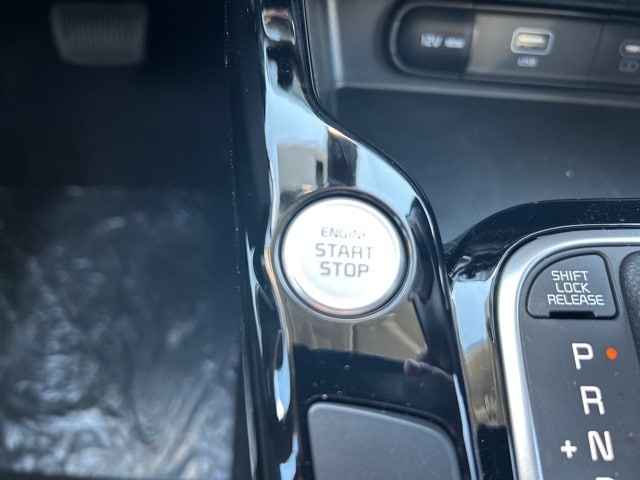 12V
USB
ENGINE
START
STOP
SHIFT
LOCK
RELEASE
P
R
+ N